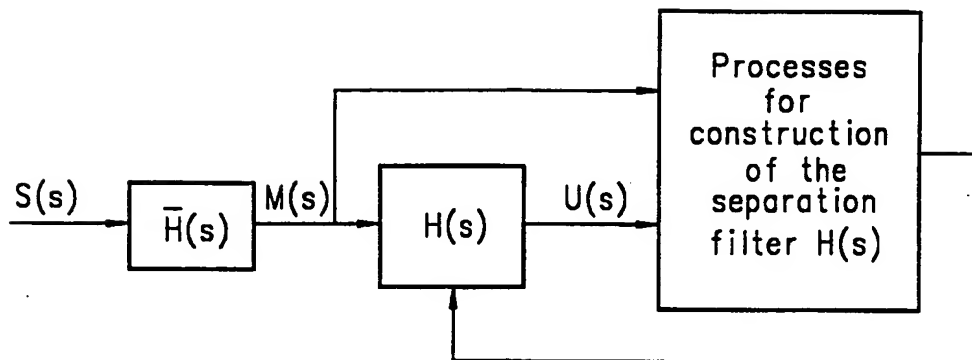 Processes
for
construction
of the
separation
filter H(s)
S(s)
H̅(s)
M(s)
H(s)
U(s)